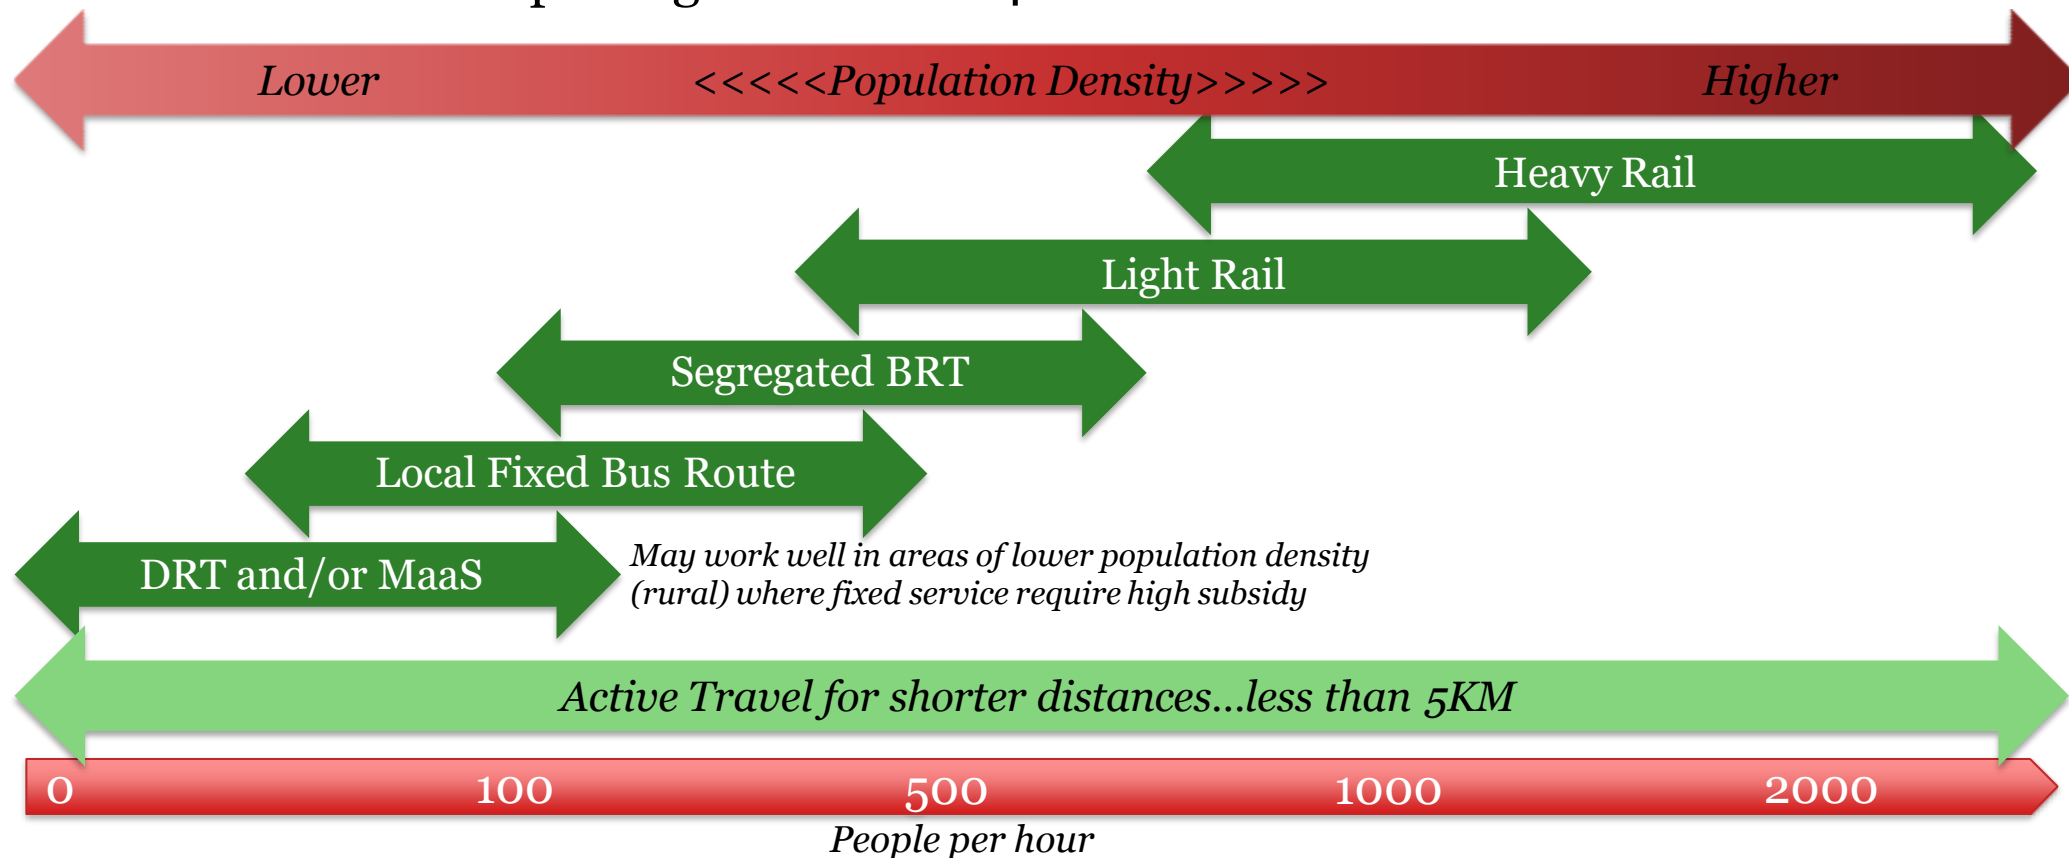 Lower <<<<<Population Density>>>>> Higher
Heavy Rail
Light Rail
Segregated BRT
Local Fixed Bus Route
DRT and/or MaaS
May work well in areas of lower population density
(rural) where fixed service require high subsidy
Active Travel for shorter distances...less than 5KM
0 100 500 1000 2000
People per hour